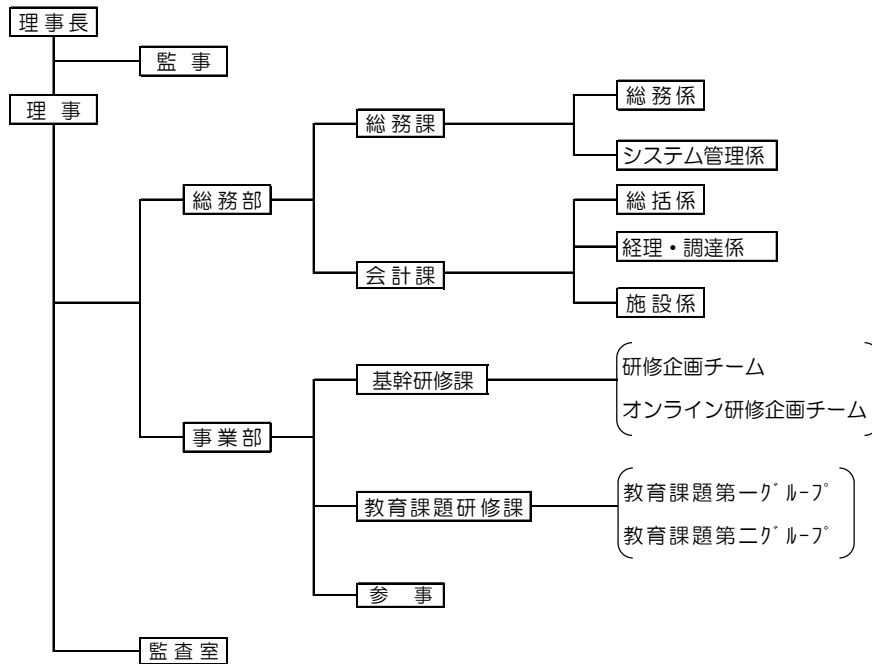 理事長
監事
理事
総務部
総務課
総務係
システム管理係
会計課
総括係
経理・調達係
施設係
事業部
基幹研修課
研修企画チーム
オンライン研修企画チーム
教育課題研修課
教育課題第一ｸﾞﾙｰﾌﾟ
教育課題第二ｸﾞﾙｰﾌﾟ
参　事
監査室